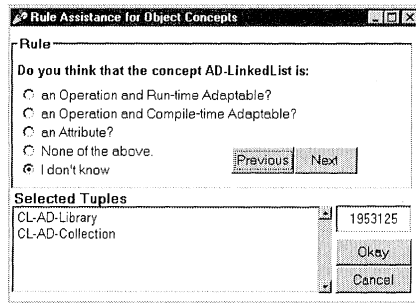 Rule Assistance for Object Concepts
Rule
Do you think that the concept AD-LinkedList is:
an Operation and Run-time Adaptable?
an Operation and Compile-time Adaptable?
an Attribute?
None of the above.
I don't know
Previous Next
Selected Tuples
CL-AD-Library
CL-AD-Collection
1953125
Okay
Cancel